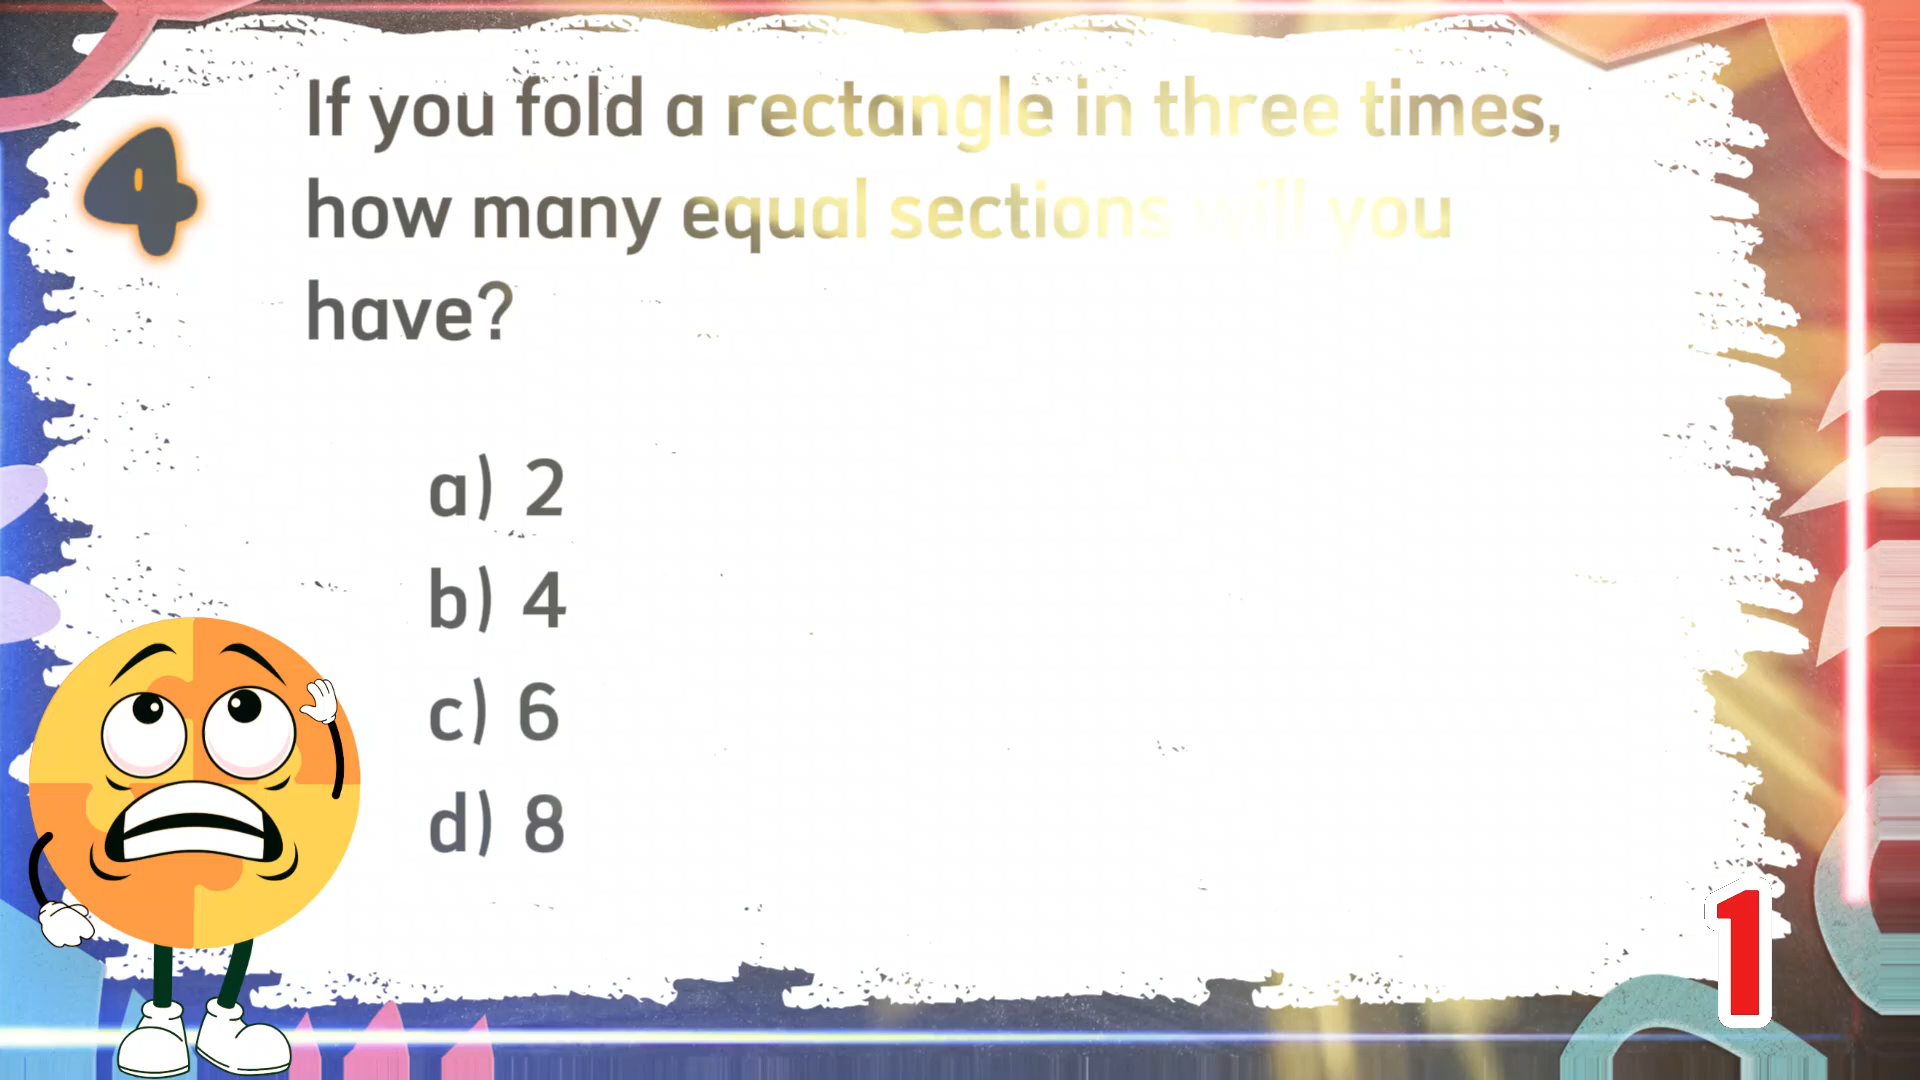 4
If you fold a rectangle in three times,
how many equal sections will you
have?
a) 2
b) 4
c) 6
d) 8
1